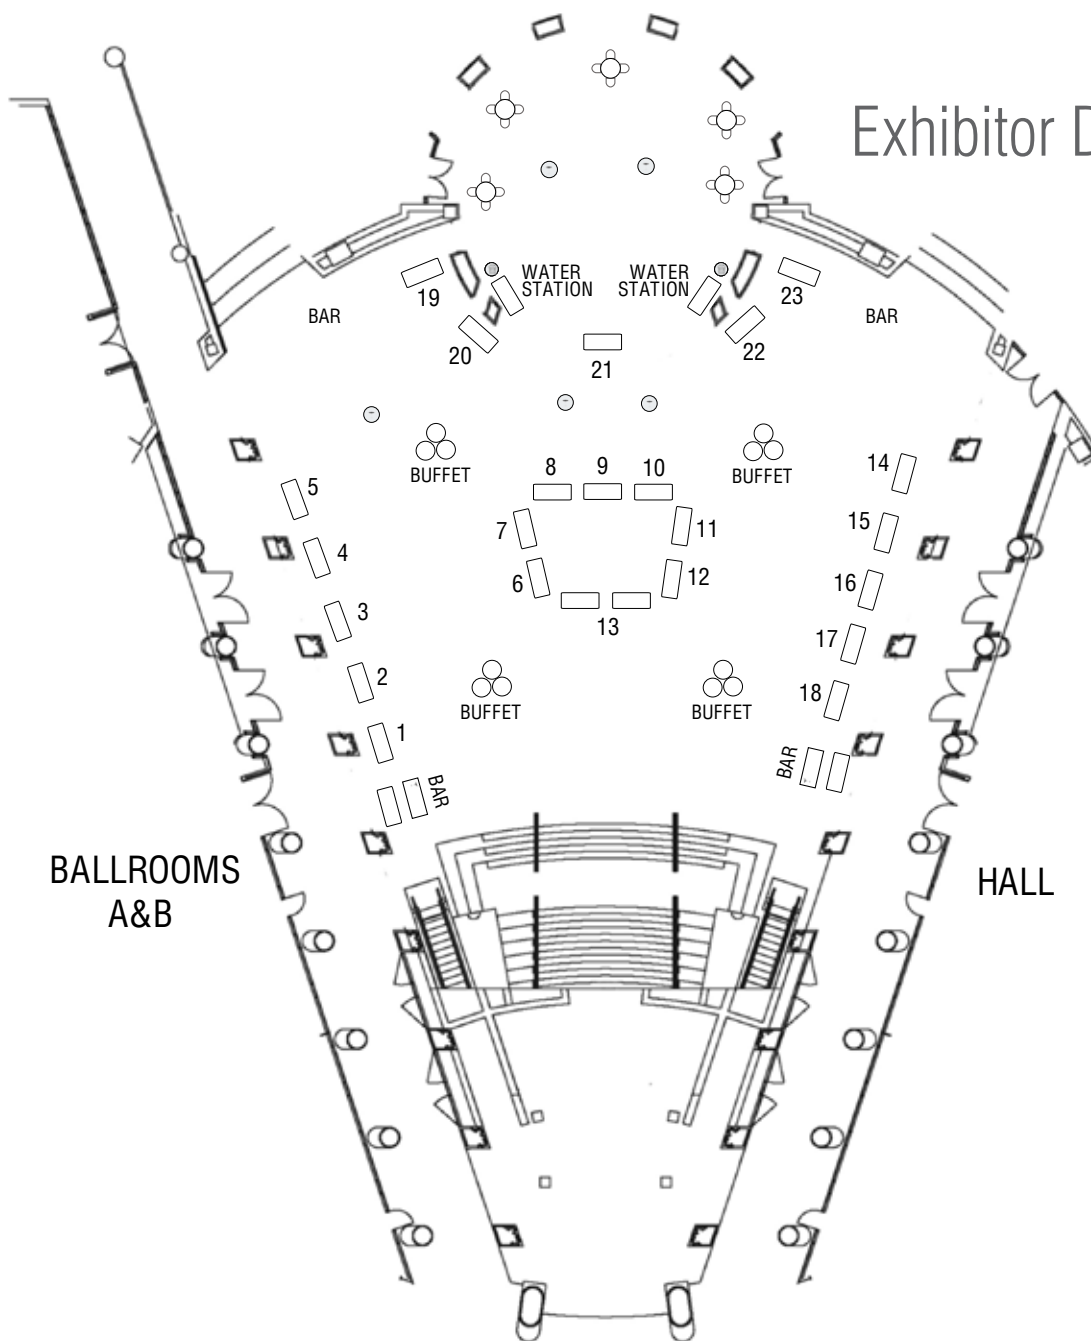 Exhibitor D
WATER
STATION
WATER
STATION
19
23
BAR
BAR
20
22
21
BUFFET
BUFFET
8
9
10
14
5
7
11
15
4
6
12
16
3
13
17
2
18
BUFFET
BUFFET
1
BAR
BAR
BALLROOMS
A&B
HALL